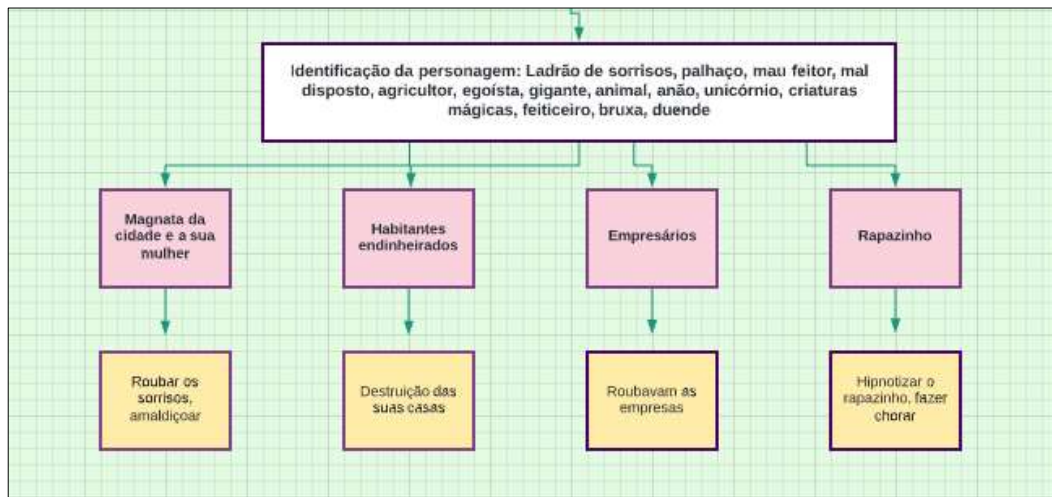 Identificação da personagem: Ladrão de sorrisos, palhaço, mau feitor, mal
disposto, agricultor, egoísta, gigante, animal, anão, unicórnio, criaturas
mágicas, feiticeiro, bruxa, duende
Magnata da
cidade e a sua
mulher
Habitantes
endinheirados
Empresários
Rapazinho
Roubar os
sorrisos,
amaldiçoar
Destruição das
suas casas
Roubavam as
empresas
Hipnotizar o
rapazinho, fazer
chorar